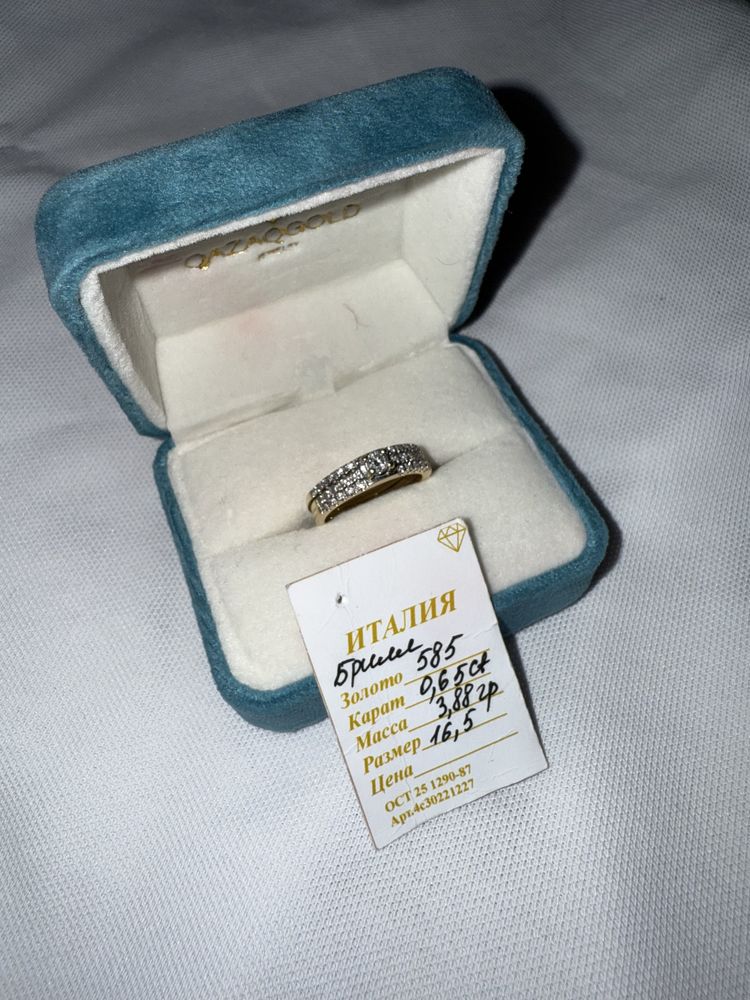 QAZAQGOLD
JEWELRY
ИТАЛИЯ
Брилл
Золото 585
Карат 0,65ct
Масса 3,88гр
Размер 16,5
Цена
ОСТ 25 1290-87
Арт.4с30221227